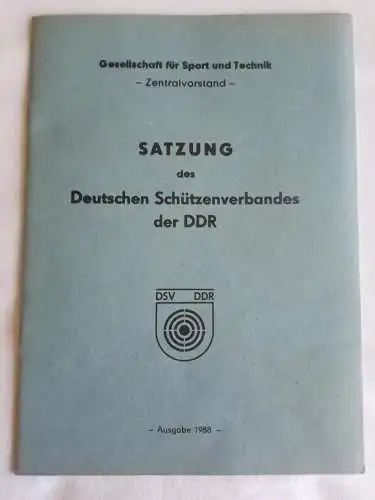 Gesellschaft für Sport und Technik
– Zentralvorstand –
SATZUNG
des
Deutschen Schützenverbandes
der DDR
DSV DDR
– Ausgabe 1988 –